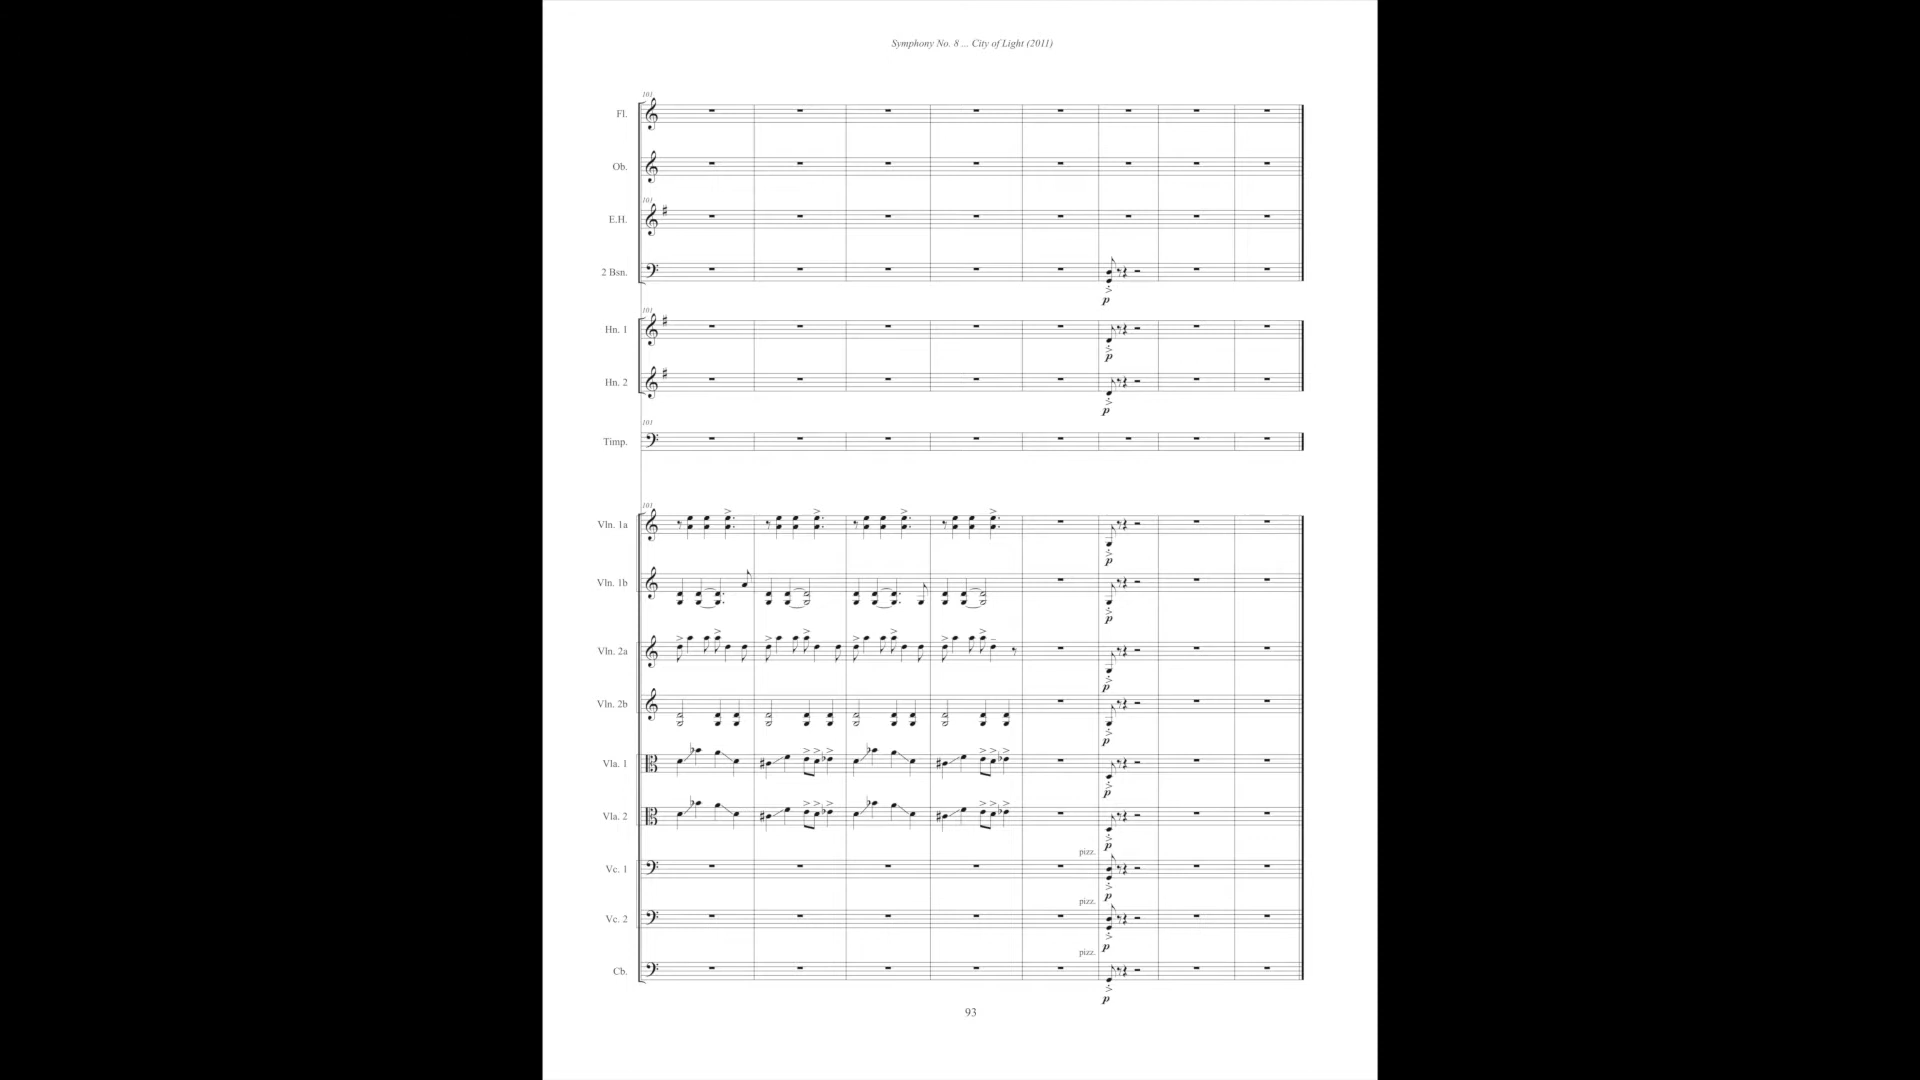 Symphony No. 8 ... City of Light (2011)
101
Fl.
Ob.
101
E.H.
2 Bsn.
p
101
Hn. 1
p
Hn. 2
p
101
Timp.
101
Vln. 1a
p
Vln. 1b
p
Vln. 2a
p
Vln. 2b
p
Vla. 1
p
Vla. 2
p
pizz.
Vc. 1
p
pizz.
Vc. 2
p
pizz.
Cb.
p
93